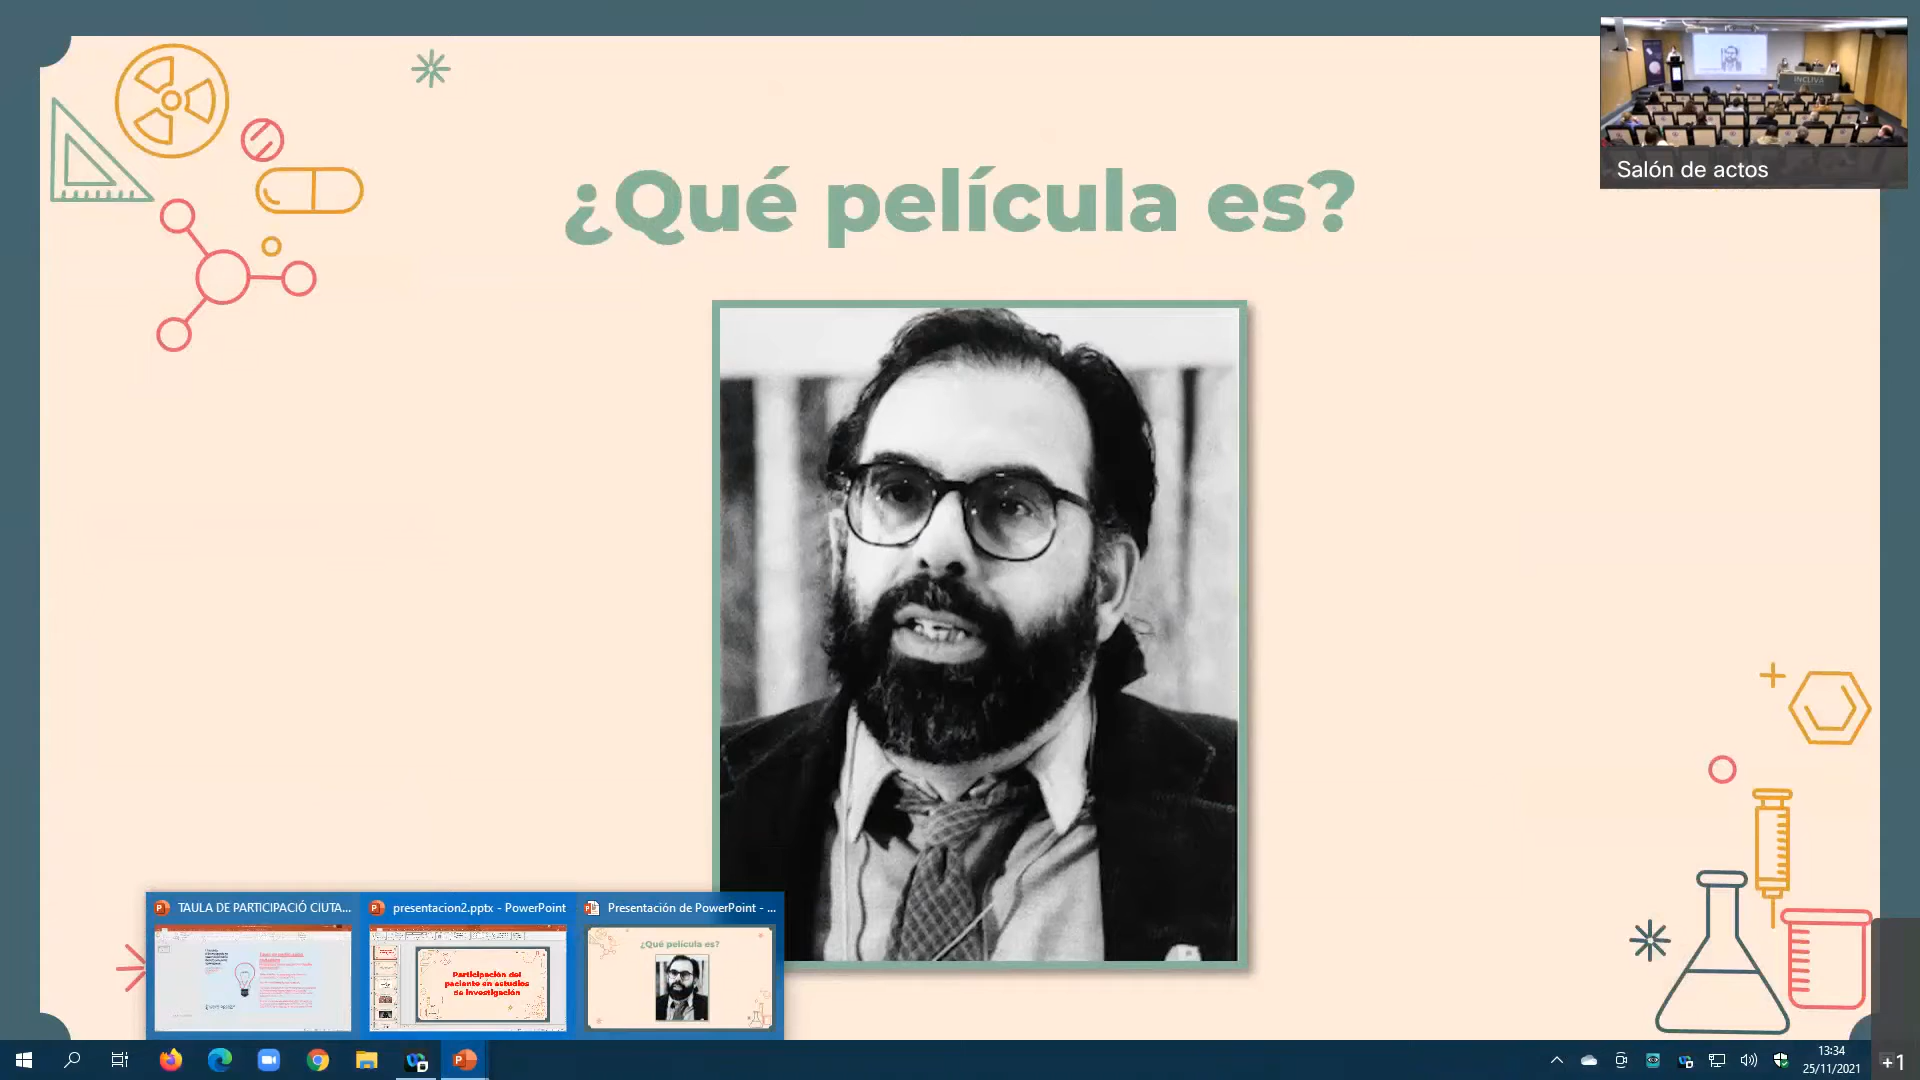 ¿Qué película es?
INCLIVA
Salón de actos
TAULA DE PARTICIPACIÓ CIUTA...
presentacion2.pptx - PowerPoint
Presentación de PowerPoint - ...
Participación del
paciente en estudios
de investigación
¿Qué película es?
13:34
25/11/2021
+1